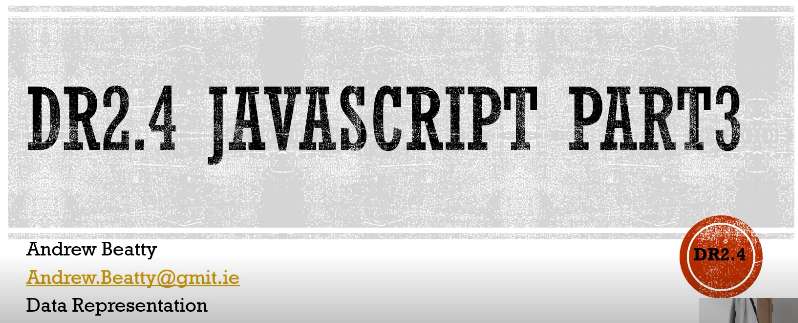 DR2.4 JAVASCRIPT PART3
Andrew Beatty
Andrew.Beatty@gmit.ie
Data Representation
DR2.4